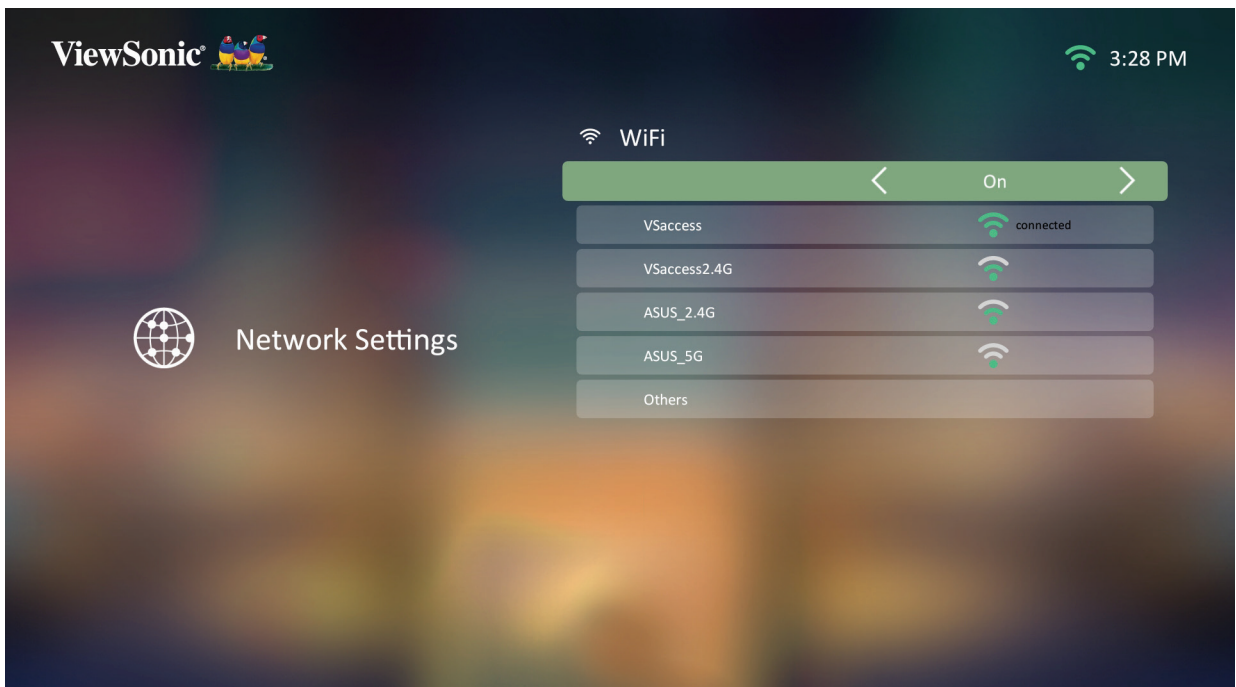 ViewSonic®
3:28 PM
WiFi
On
VSaccess
connected
VSaccess2.4G
ASUS_2.4G
Network Settings
ASUS_5G
Others